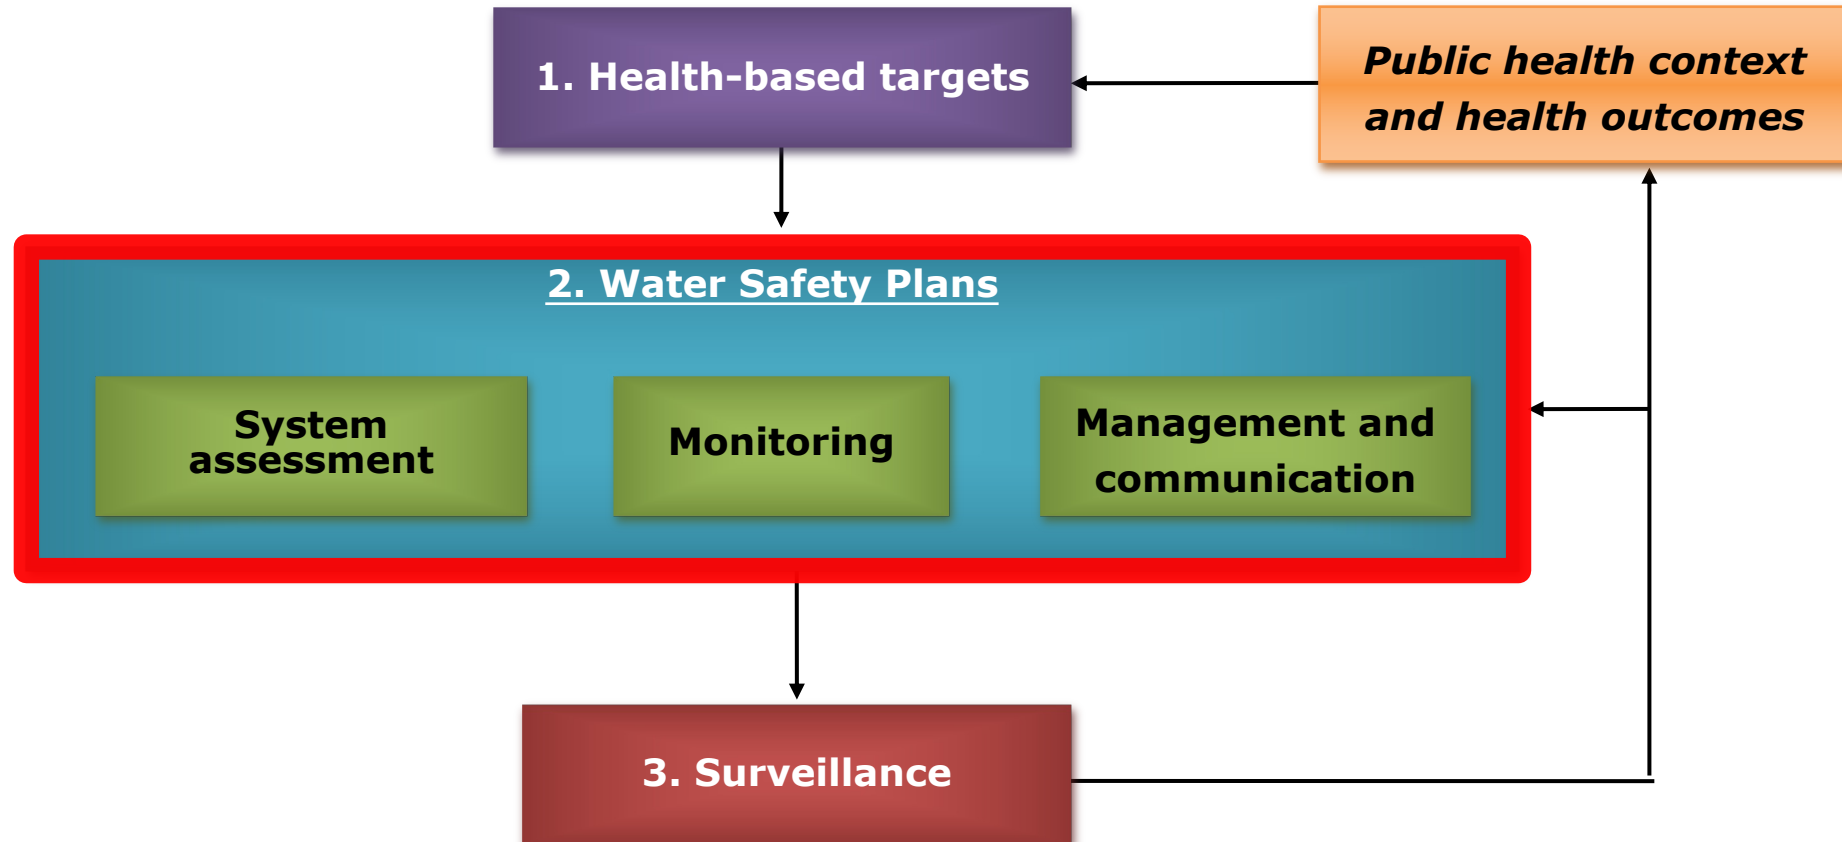 1. Health-based targets
Public health context
and health outcomes
2. Water Safety Plans
System
assessment
Monitoring
Management and
communication
3. Surveillance